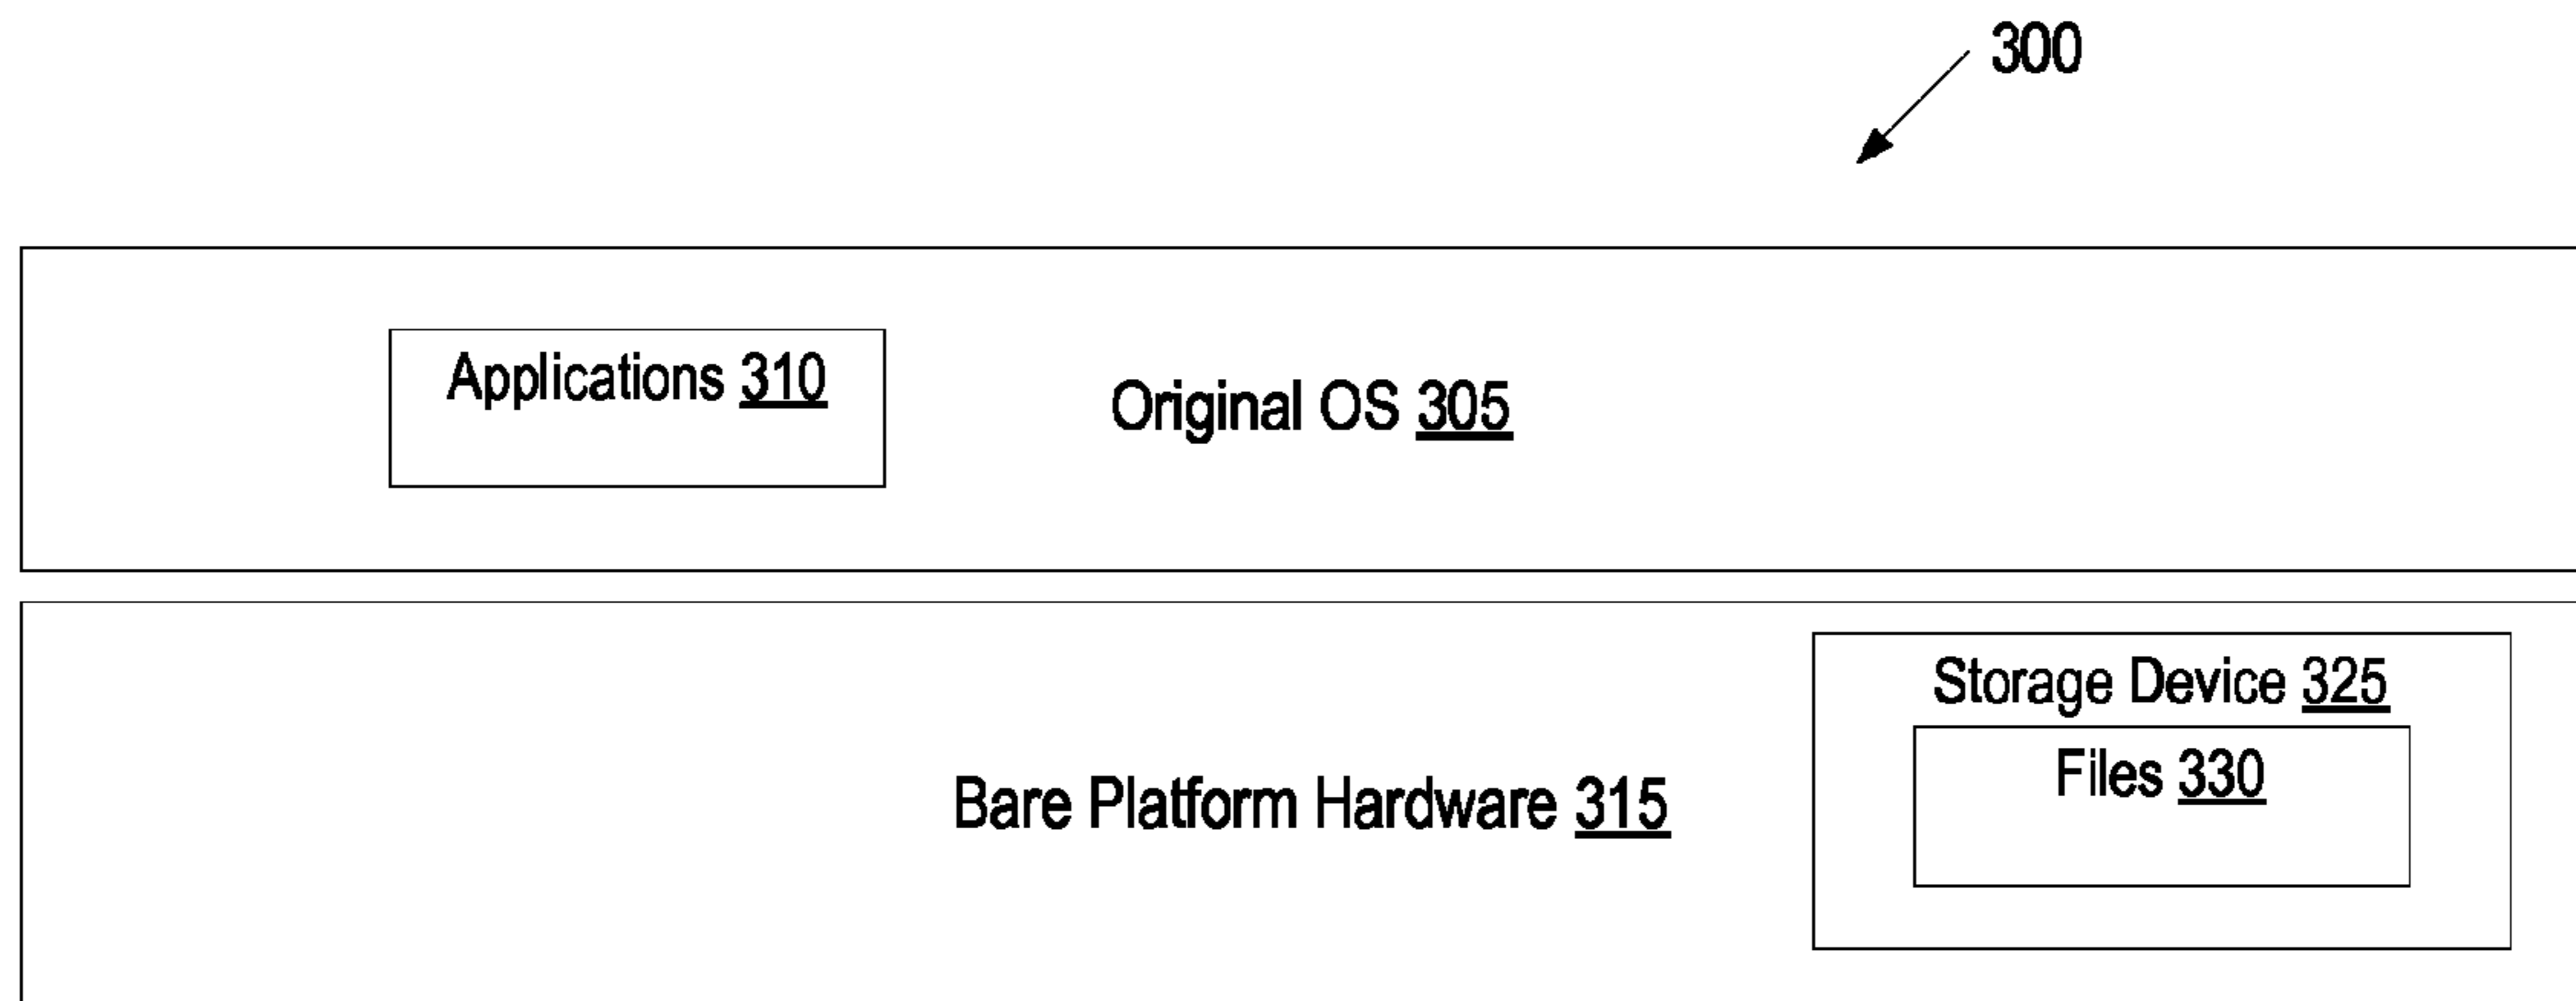 300
Applications 310
Original OS 305
Storage Device 325
Files 330
Bare Platform Hardware 315